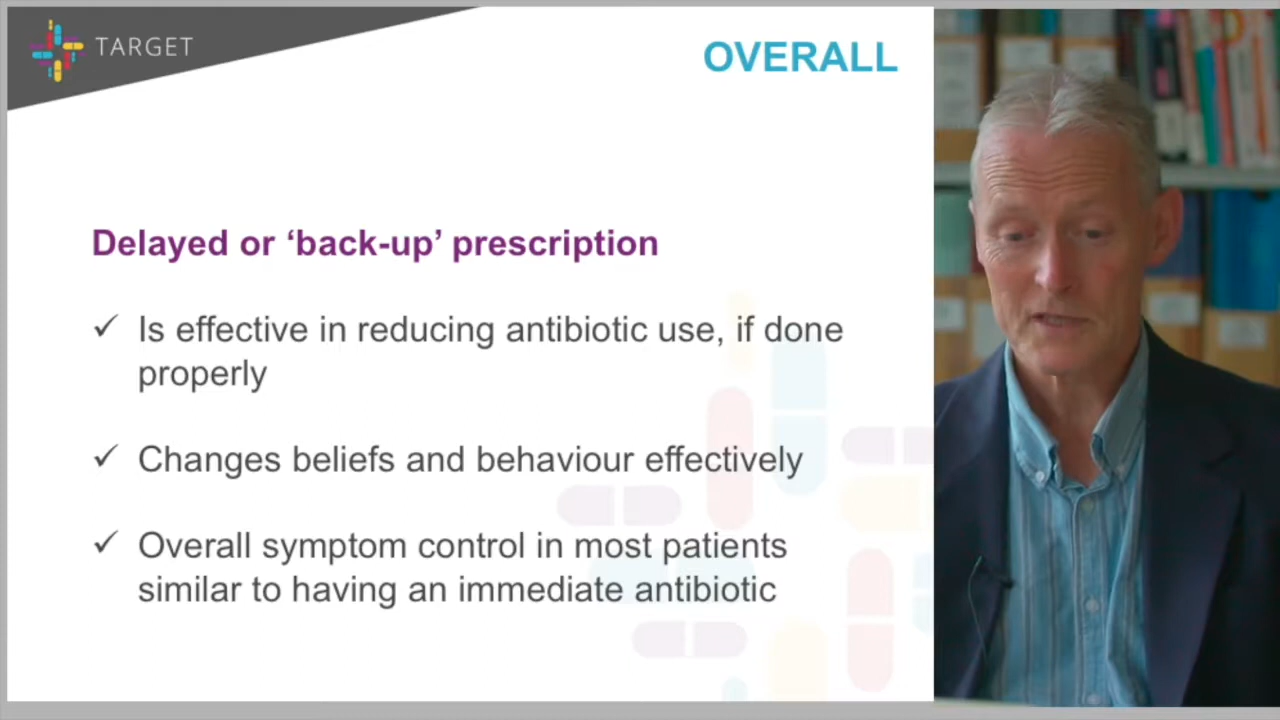 TARGET
OVERALL
Delayed or ‘back-up’ prescription
✓ Is effective in reducing antibiotic use, if done
properly
✓ Changes beliefs and behaviour effectively
✓ Overall symptom control in most patients
similar to having an immediate antibiotic